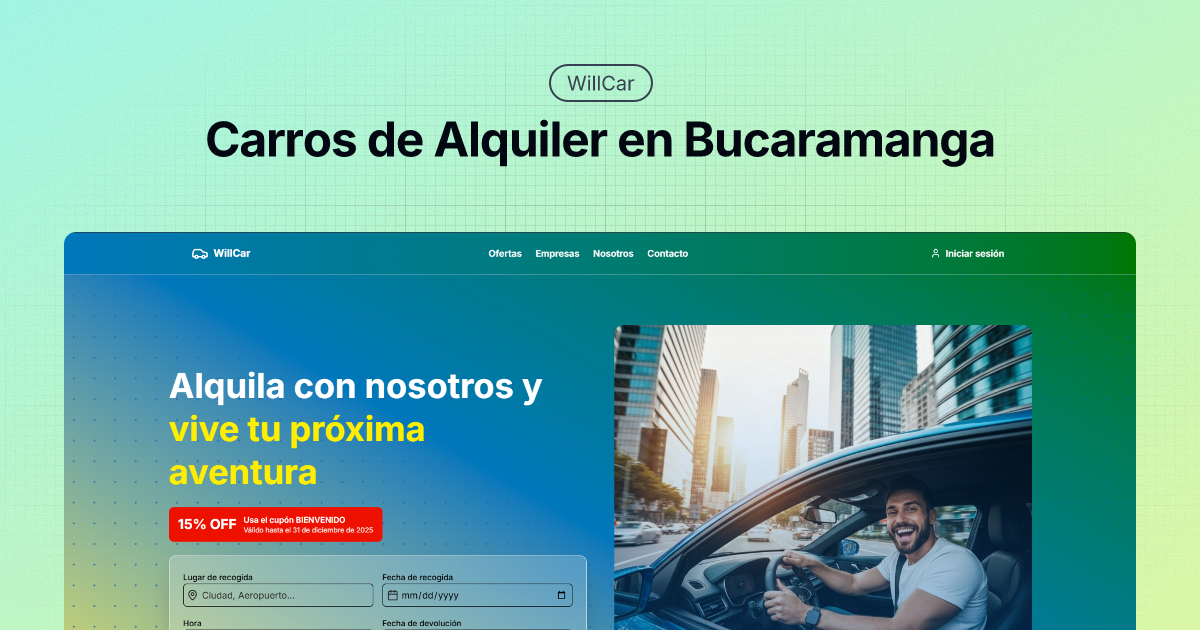 WillCar
Carros de Alquiler en Bucaramanga
WillCar
Ofertas Empresas Nosotros Contacto
Iniciar sesión
Alquila con nosotros y
vive tu próxima
aventura
15% OFF
Usa el cupón BIENVENIDO
Válido hasta el 31 de diciembre de 2025
Lugar de recogida
Fecha de recogida
Ciudad, Aeropuerto...
mm/dd/yyyy
Hora
Fecha de devolución